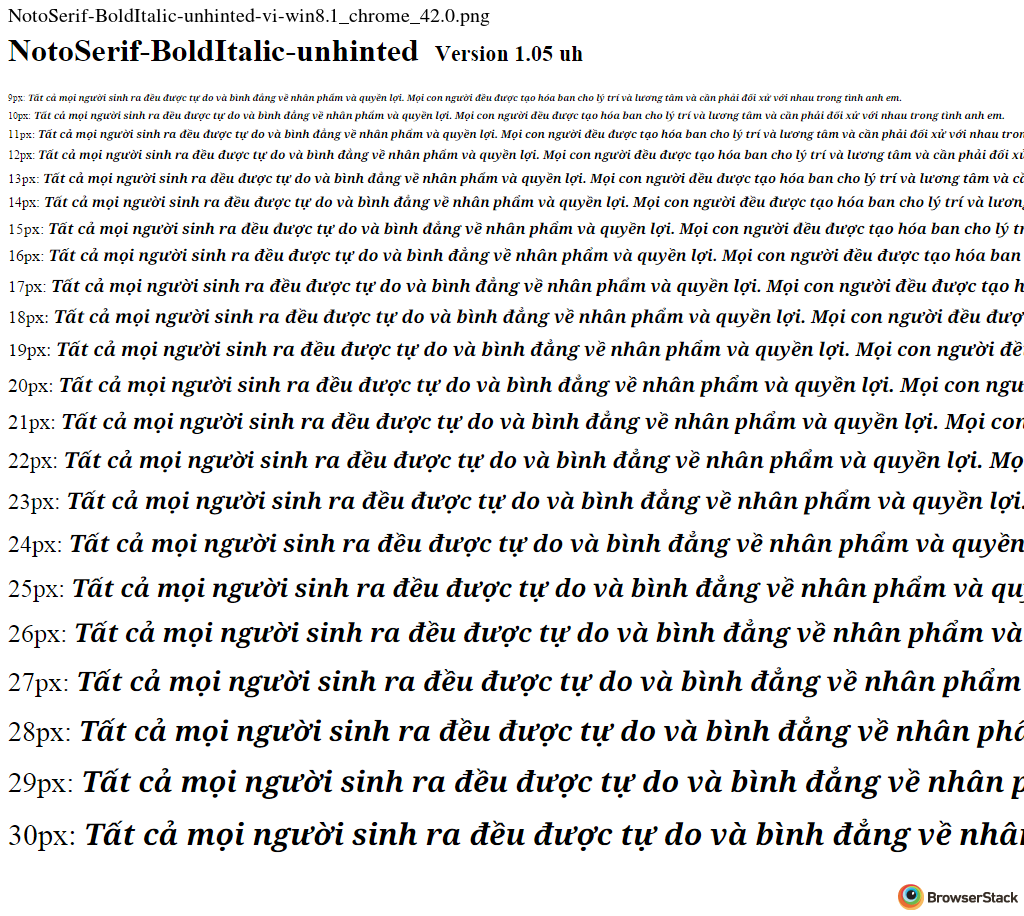 NotoSerif-BoldItalic-unhinted-vi-win8.1_chrome_42.0.png
NotoSerif-BoldItalic-unhinted Version 1.05 uh
9px: Tất cả mọi người sinh ra đều được tự do và bình đẳng về nhân phẩm và quyền lợi. Mọi con người đều được tạo hóa ban cho lý trí và lương tâm và cần phải đối xử với nhau trong tình anh em.
10px: Tất cả mọi người sinh ra đều được tự do và bình đẳng về nhân phẩm và quyền lợi. Mọi con người đều được tạo hóa ban cho lý trí và lương tâm và cần phải đối xử với nhau trong tình anh em.
11px: Tất cả mọi người sinh ra đều được tự do và bình đẳng về nhân phẩm và quyền lợi. Mọi con người đều được tạo hóa ban cho lý trí và lương tâm và cần phải đối xử với nhau tron
12px: Tất cả mọi người sinh ra đều được tự do và bình đẳng về nhân phẩm và quyền lợi. Mọi con người đều được tạo hóa ban cho lý trí và lương tâm và cần phải đối xử
13px: Tất cả mọi người sinh ra đều được tự do và bình đẳng về nhân phẩm và quyền lợi. Mọi con người đều được tạo hóa ban cho lý trí và lương tâm và cầ
14px: Tất cả mọi người sinh ra đều được tự do và bình đẳng về nhân phẩm và quyền lợi. Mọi con người đều được tạo hóa ban cho lý trí và lương
15px: Tất cả mọi người sinh ra đều được tự do và bình đẳng về nhân phẩm và quyền lợi. Mọi con người đều được tạo hóa ban cho lý tr
16px: Tất cả mọi người sinh ra đều được tự do và bình đẳng về nhân phẩm và quyền lợi. Mọi con người đều được tạo hóa ban
17px: Tất cả mọi người sinh ra đều được tự do và bình đẳng về nhân phẩm và quyền lợi. Mọi con người đều được tạo h
18px: Tất cả mọi người sinh ra đều được tự do và bình đẳng về nhân phẩm và quyền lợi. Mọi con người đều đượ
19px: Tất cả mọi người sinh ra đều được tự do và bình đẳng về nhân phẩm và quyền lợi. Mọi con người đề
20px: Tất cả mọi người sinh ra đều được tự do và bình đẳng về nhân phẩm và quyền lợi. Mọi con ngư
21px: Tất cả mọi người sinh ra đều được tự do và bình đẳng về nhân phẩm và quyền lợi. Mọi con
22px: Tất cả mọi người sinh ra đều được tự do và bình đẳng về nhân phẩm và quyền lợi. Mọ
23px: Tất cả mọi người sinh ra đều được tự do và bình đẳng về nhân phẩm và quyền lợi.
24px: Tất cả mọi người sinh ra đều được tự do và bình đẳng về nhân phẩm và quyền
25px: Tất cả mọi người sinh ra đều được tự do và bình đẳng về nhân phẩm và quy
26px: Tất cả mọi người sinh ra đều được tự do và bình đẳng về nhân phẩm và
27px: Tất cả mọi người sinh ra đều được tự do và bình đẳng về nhân phẩm
28px: Tất cả mọi người sinh ra đều được tự do và bình đẳng về nhân phẩ
29px: Tất cả mọi người sinh ra đều được tự do và bình đẳng về nhân p
30px: Tất cả mọi người sinh ra đều được tự do và bình đẳng về nhân
BrowserStack